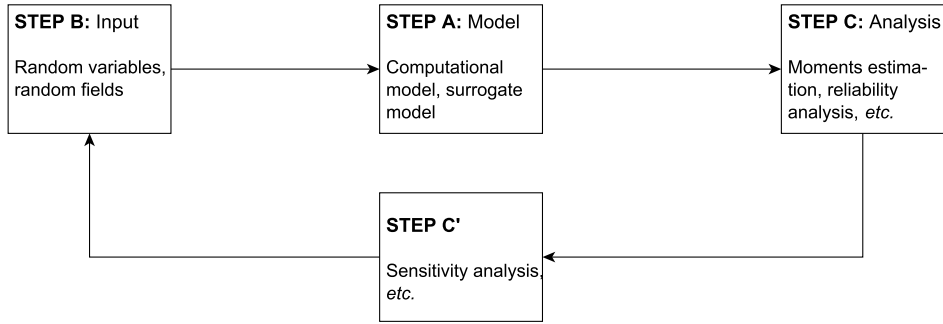 STEP B: Input
Random variables,
random fields
STEP A: Model
Computational
model, surrogate
model
STEP C: Analysis
Moments estima-
tion, reliability
analysis, etc.
STEP C'
Sensitivity analysis,
etc.